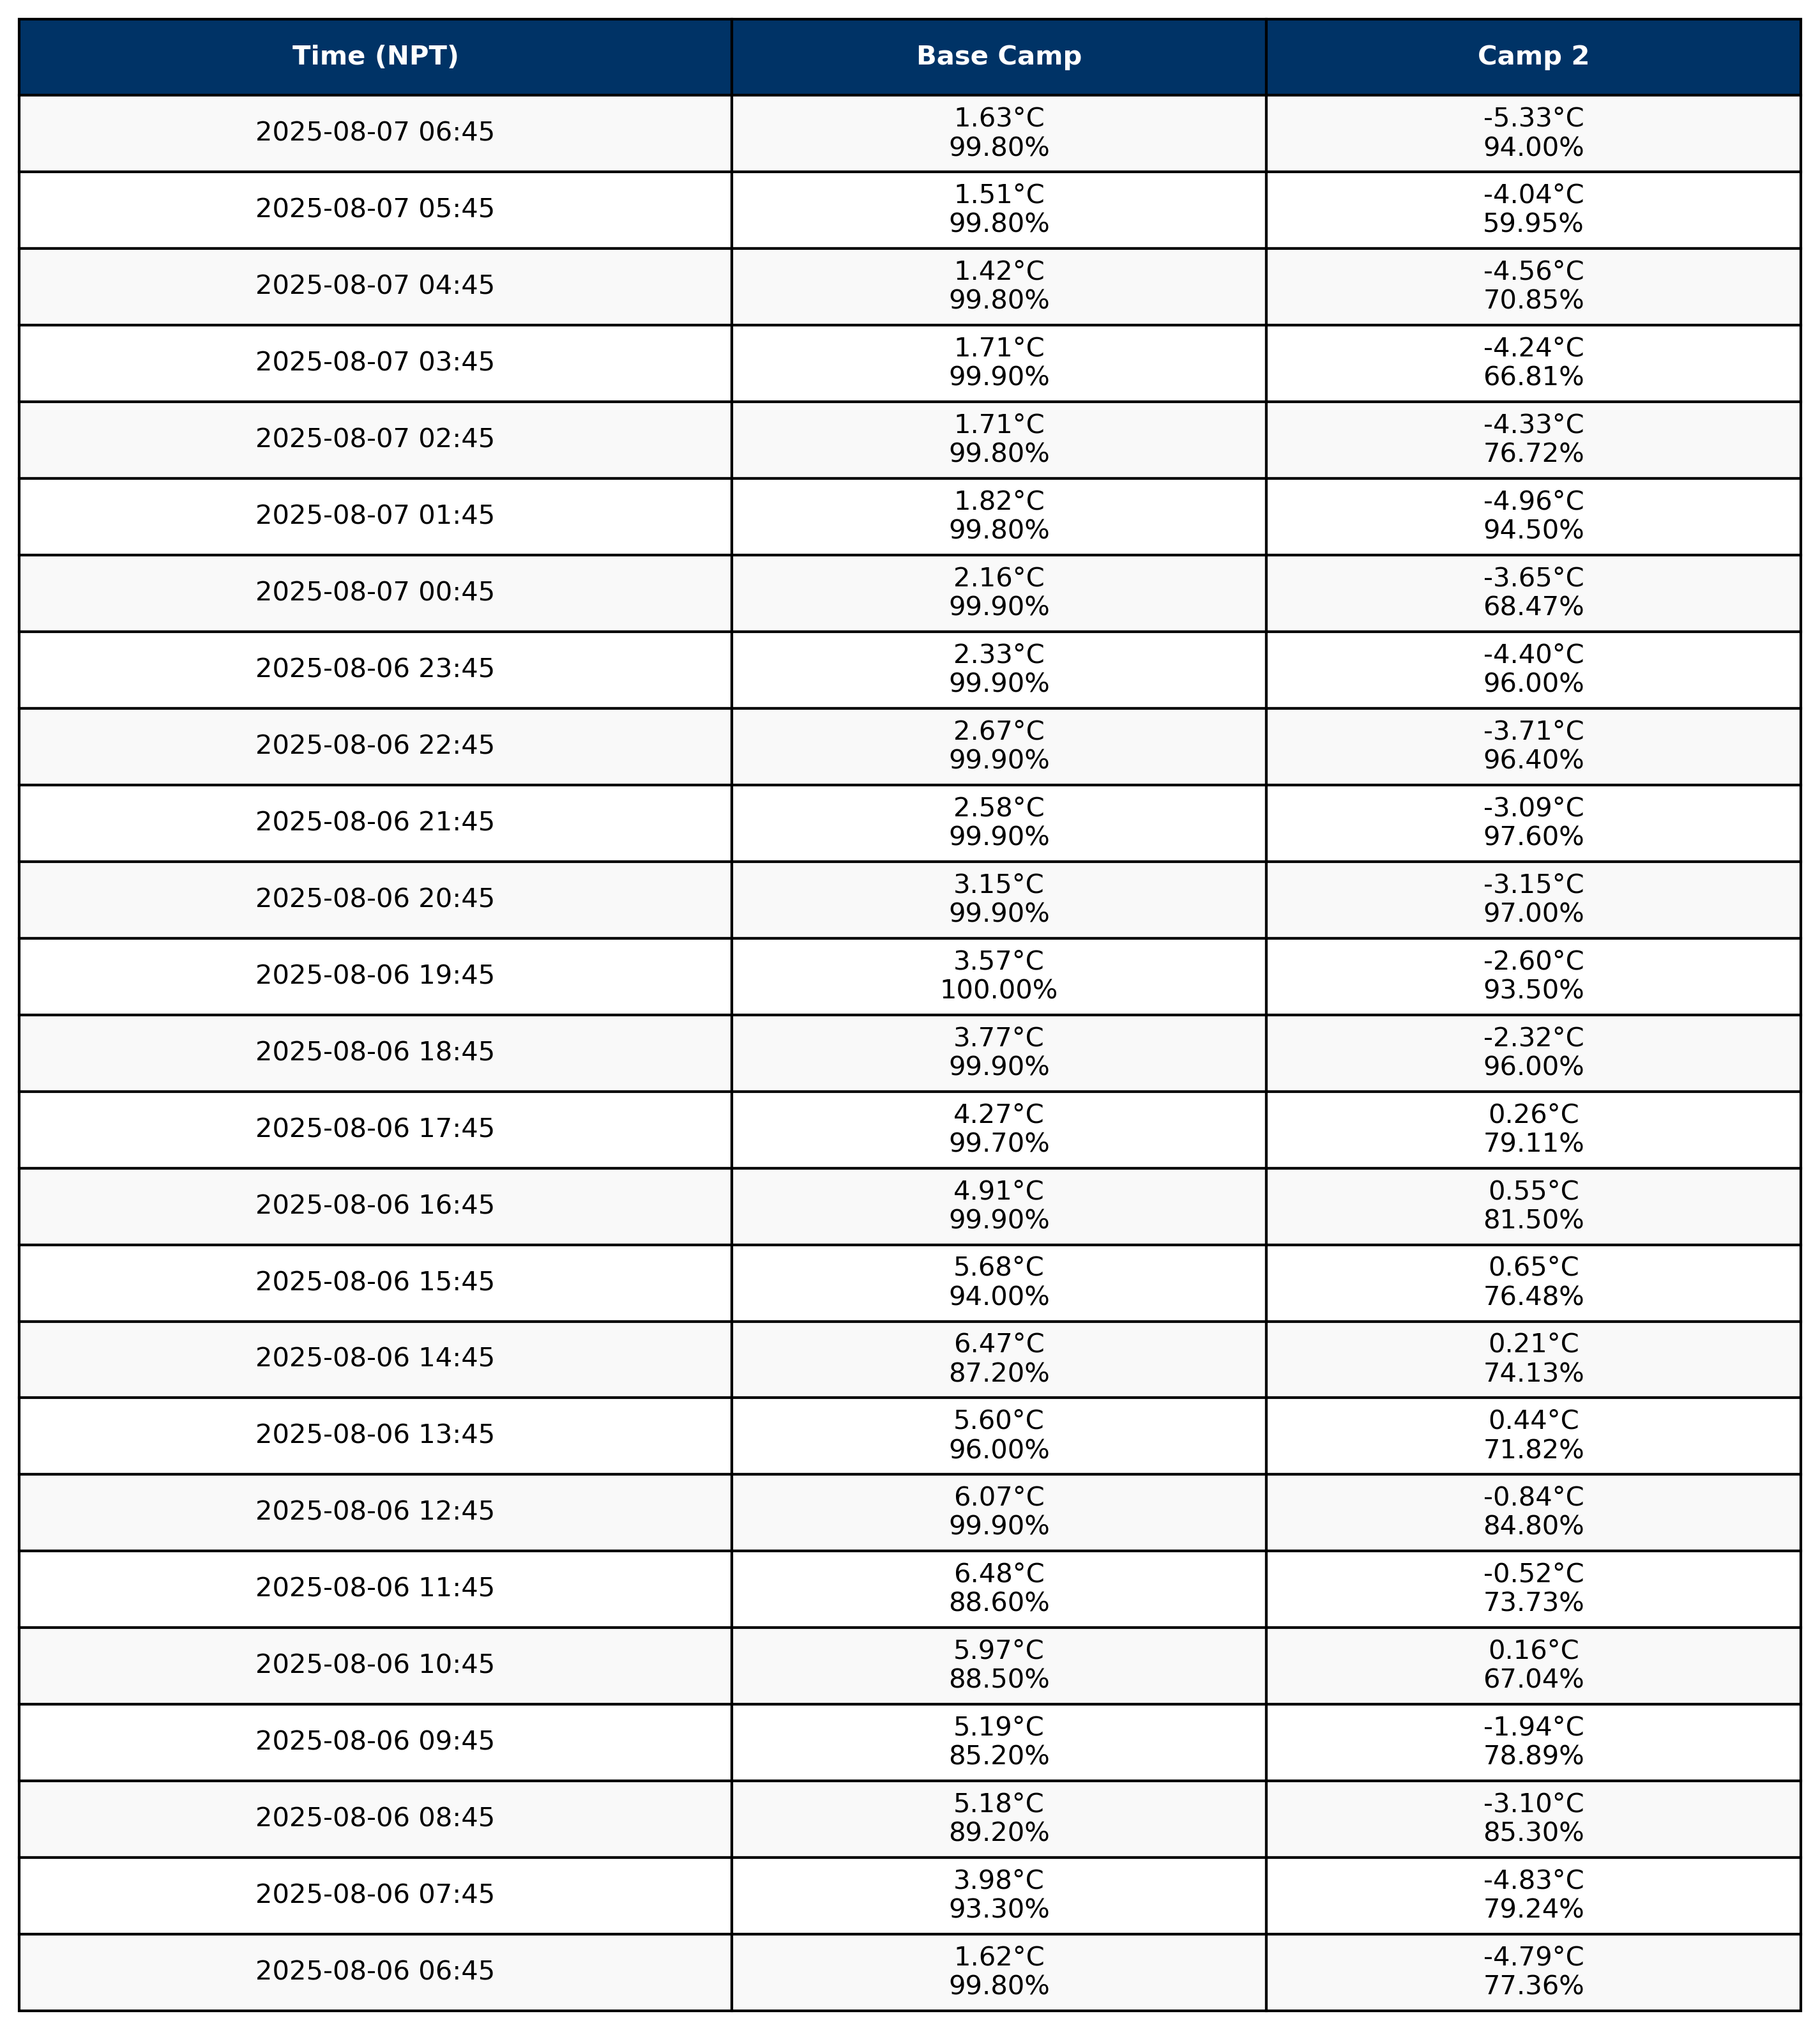 Time (NPT) Base Camp Camp 2
2025-08-07 06:45 1.63°C -5.33°C
99.80% 94.00%
2025-08-07 05:45 1.51°C -4.04°C
99.80% 59.95%
2025-08-07 04:45 1.42°C -4.56°C
99.80% 70.85%
2025-08-07 03:45 1.71°C -4.24°C
99.90% 66.81%
2025-08-07 02:45 1.71°C -4.33°C
99.80% 76.72%
2025-08-07 01:45 1.82°C -4.96°C
99.80% 94.50%
2025-08-07 00:45 2.16°C -3.65°C
99.90% 68.47%
2025-08-06 23:45 2.33°C -4.40°C
99.90% 96.00%
2025-08-06 22:45 2.67°C -3.71°C
99.90% 96.40%
2025-08-06 21:45 2.58°C -3.09°C
99.90% 97.60%
2025-08-06 20:45 3.15°C -3.15°C
99.90% 97.00%
2025-08-06 19:45 3.57°C -2.60°C
100.00% 93.50%
2025-08-06 18:45 3.77°C -2.32°C
99.90% 96.00%
2025-08-06 17:45 4.27°C 0.26°C
99.70% 79.11%
2025-08-06 16:45 4.91°C 0.55°C
99.90% 81.50%
2025-08-06 15:45 5.68°C 0.65°C
94.00% 76.48%
2025-08-06 14:45 6.47°C 0.21°C
87.20% 74.13%
2025-08-06 13:45 5.60°C 0.44°C
96.00% 71.82%
2025-08-06 12:45 6.07°C -0.84°C
99.90% 84.80%
2025-08-06 11:45 6.48°C -0.52°C
88.60% 73.73%
2025-08-06 10:45 5.97°C 0.16°C
88.50% 67.04%
2025-08-06 09:45 5.19°C -1.94°C
85.20% 78.89%
2025-08-06 08:45 5.18°C -3.10°C
89.20% 85.30%
2025-08-06 07:45 3.98°C -4.83°C
93.30% 79.24%
2025-08-06 06:45 1.62°C -4.79°C
99.80% 77.36%